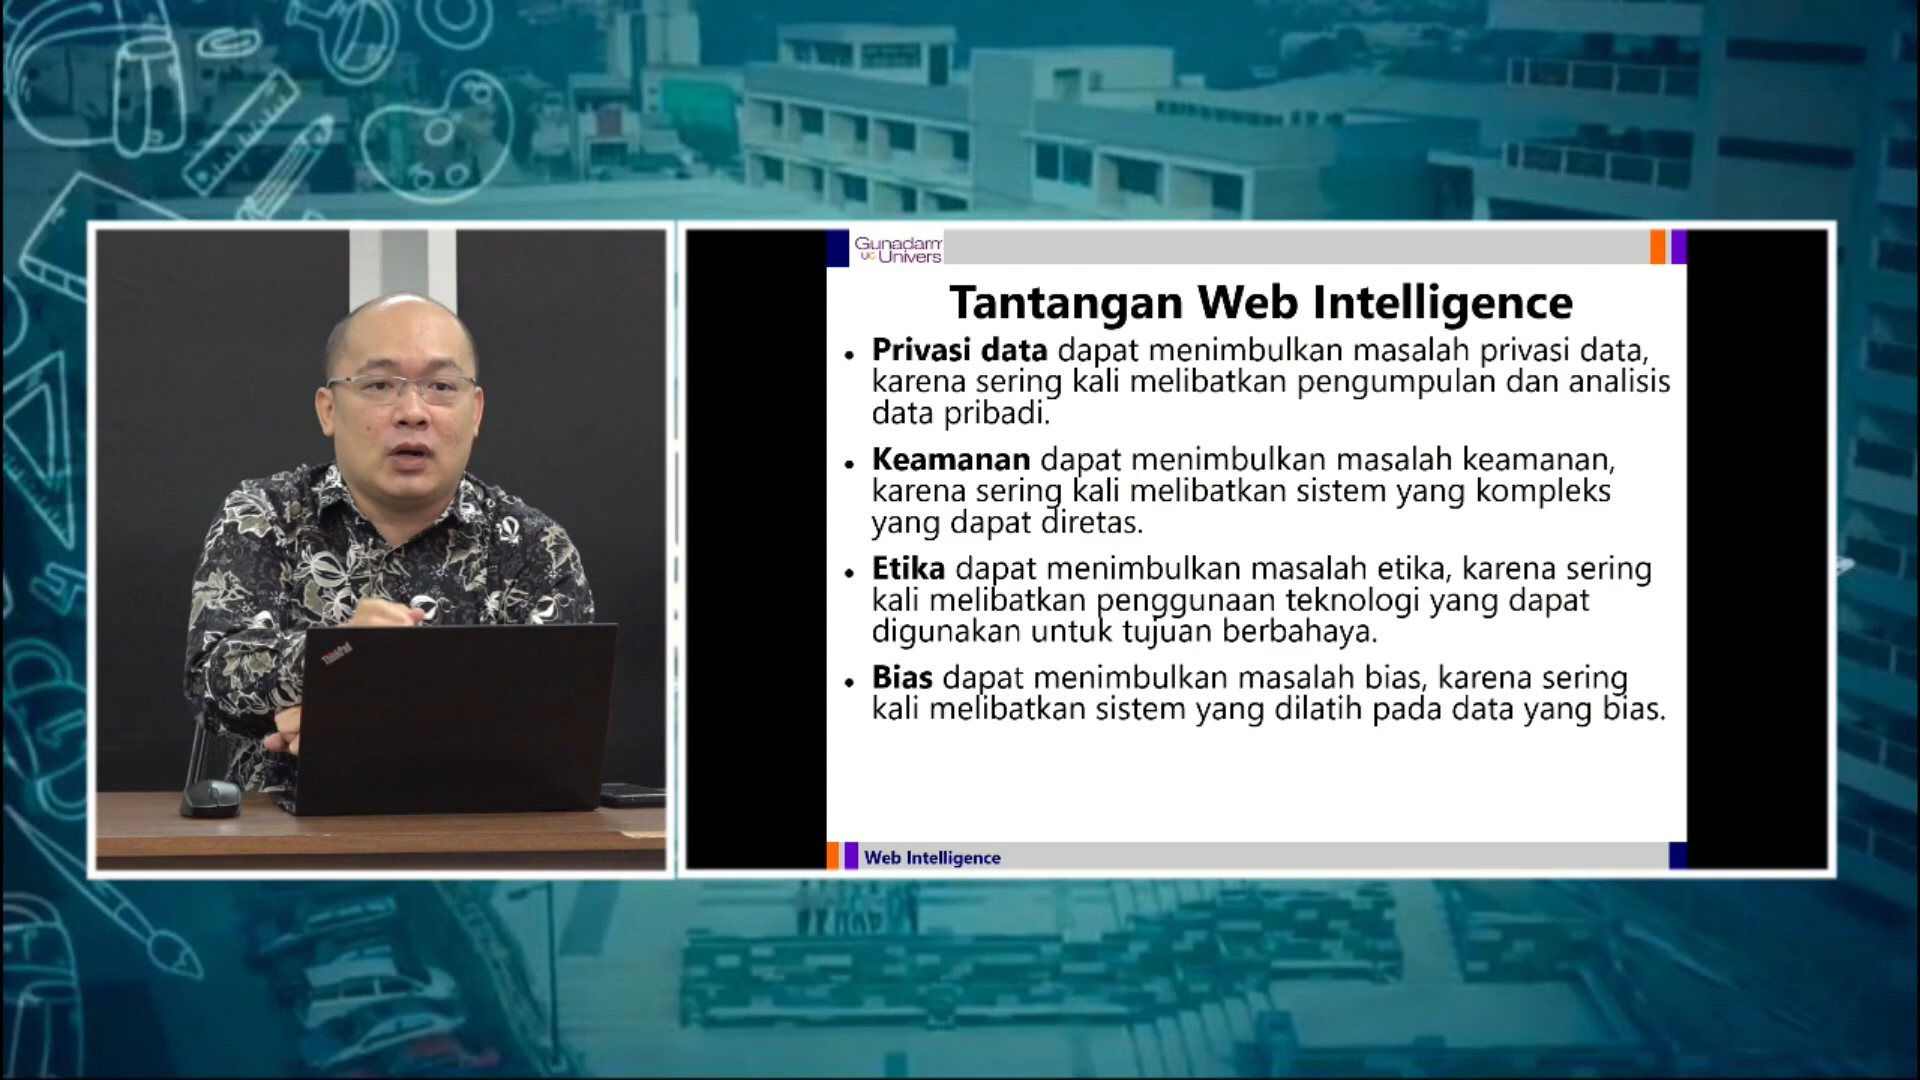 Gunadarm
UG Univers
Tantangan Web Intelligence
• Privasi data dapat menimbulkan masalah privasi data,
karena sering kali melibatkan pengumpulan dan analisis
data pribadi.
• Keamanan dapat menimbulkan masalah keamanan,
karena sering kali melibatkan sistem yang kompleks
yang dapat diretas.
• Etika dapat menimbulkan masalah etika, karena sering
kali melibatkan penggunaan teknologi yang dapat
digunakan untuk tujuan berbahaya.
• Bias dapat menimbulkan masalah bias, karena sering
kali melibatkan sistem yang dilatih pada data yang bias.
Web Intelligence
ThinkPad